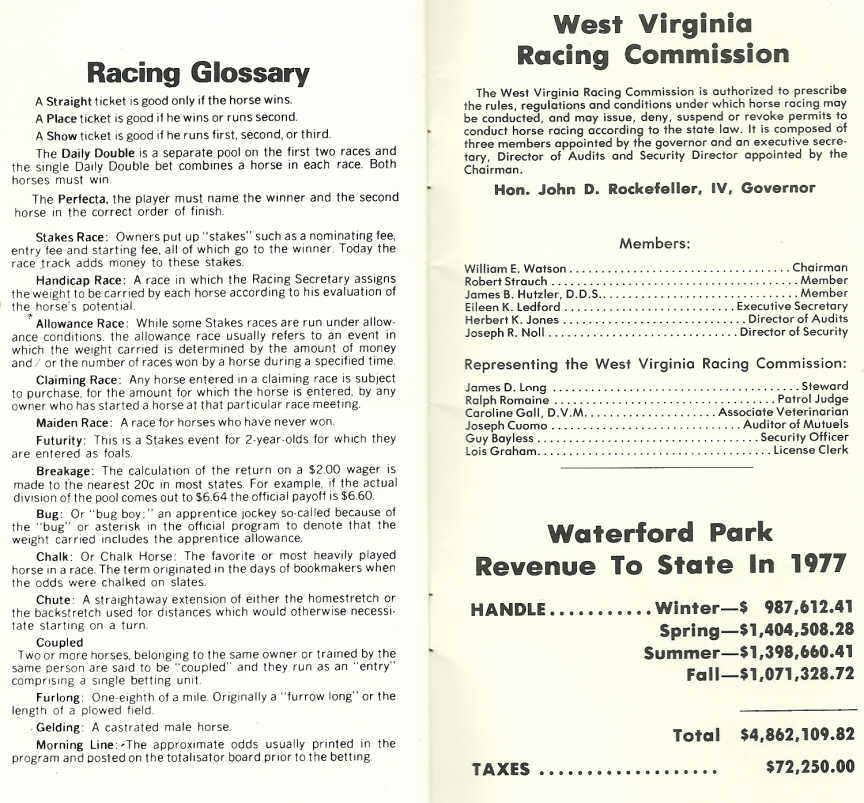 Racing Glossary
A Straight ticket is good only if the horse wins.
A Place ticket is good if he wins or runs second.
A Show ticket is good if he runs first, second, or third.
The Daily Double is a separate pool on the first two races and
the single Daily Double bet combines a horse in each race. Both
horses must win.
The Perfecta, the player must name the winner and the second
horse in the correct order of finish.
Stakes Race: Owners put up "stakes" such as a nominating fee,
entry fee and starting fee, all of which go to the winner. Today the
race track adds money to these stakes.
Handicap Race: A race in which the Racing Secretary assigns
the weight to be carried by each horse according to his evaluation of
the horse's potential.
Allowance Race: While some Stakes races are run under allow-
ance conditions, the allowance race usually refers to an event in
which the weight carried is determined by the amount of money
and / or the number of races won by a horse during a specified time.
Claiming Race: Any horse entered in a claiming race is subject
to purchase, for the amount for which the horse is entered, by any
owner who has started a horse at that particular race meeting.
Maiden Race: A race for horses who have never won.
Futurity: This is a Stakes event for 2-year-olds for which they
are entered as foals.
Breakage: The calculation of the return on a $2.00 wager is
made to the nearest 20c in most states. For example, if the actual
division of the pool comes out to $6.64 the official payoff is $6.60.
Bug: Or "bug boy;" an apprentice jockey so-called because of
the "bug" or asterisk in the official program to denote that the
weight carried includes the apprentice allowance.
Chalk: Or Chalk Horse: The favorite or most heavily played
horse in a race. The term originated in the days of bookmakers when
the odds were chalked on slates.
Chute: A straightaway extension of either the homestretch or
the backstretch used for distances which would otherwise necessi-
tate starting on a turn.
Coupled
Two or more horses, belonging to the same owner or trained by the
same person are said to be "coupled" and they run as an "entry"
comprising a single betting unit.
Furlong: One-eighth of a mile. Originally a "furrow long" or the
length of a plowed field.
Gelding: A castrated male horse.
Morning Line: The approximate odds usually printed in the
program and posted on the totalisator board prior to the betting.
West Virginia
Racing Commission
The West Virginia Racing Commission is authorized to prescribe
the rules, regulations and conditions under which horse racing may
be conducted, and may issue, deny, suspend or revoke permits to
conduct horse racing according to the state law. It is composed of
three members appointed by the governor and an executive secre-
tary, Director of Audits and Security Director appointed by the
Chairman.
Hon. John D. Rockefeller, IV, Governor
Members:
William E. Watson . . . . . . . . . . Chairman
Robert Strauch . . . . . . . . . . Member
James B. Hutzler, D.D.S. . . . . . . . . . . Member
Eileen K. Ledford . . . . . . . . . . Executive Secretary
Herbert K. Jones . . . . . . . . . . Director of Audits
Joseph R. Noll . . . . . . . . . . Director of Security
Representing the West Virginia Racing Commission:
James D. Long . . . . . . . . . . Steward
Ralph Romaine . . . . . . . . . . Patrol Judge
Caroline Gall, D.V.M. . . . . . . . . . . Associate Veterinarian
Joseph Cuomo . . . . . . . . . . Auditor of Mutuels
Guy Bayless . . . . . . . . . . Security Officer
Lois Graham . . . . . . . . . . License Clerk
Waterford Park
Revenue To State In 1977
HANDLE . . . . . . . . . . . Winter—$ 987,612.41
Spring—$1,404,508.28
Summer—$1,398,660.41
Fall—$1,071,328.72
Total $4,862,109.82
TAXES . . . . . . . . . . $72,250.00